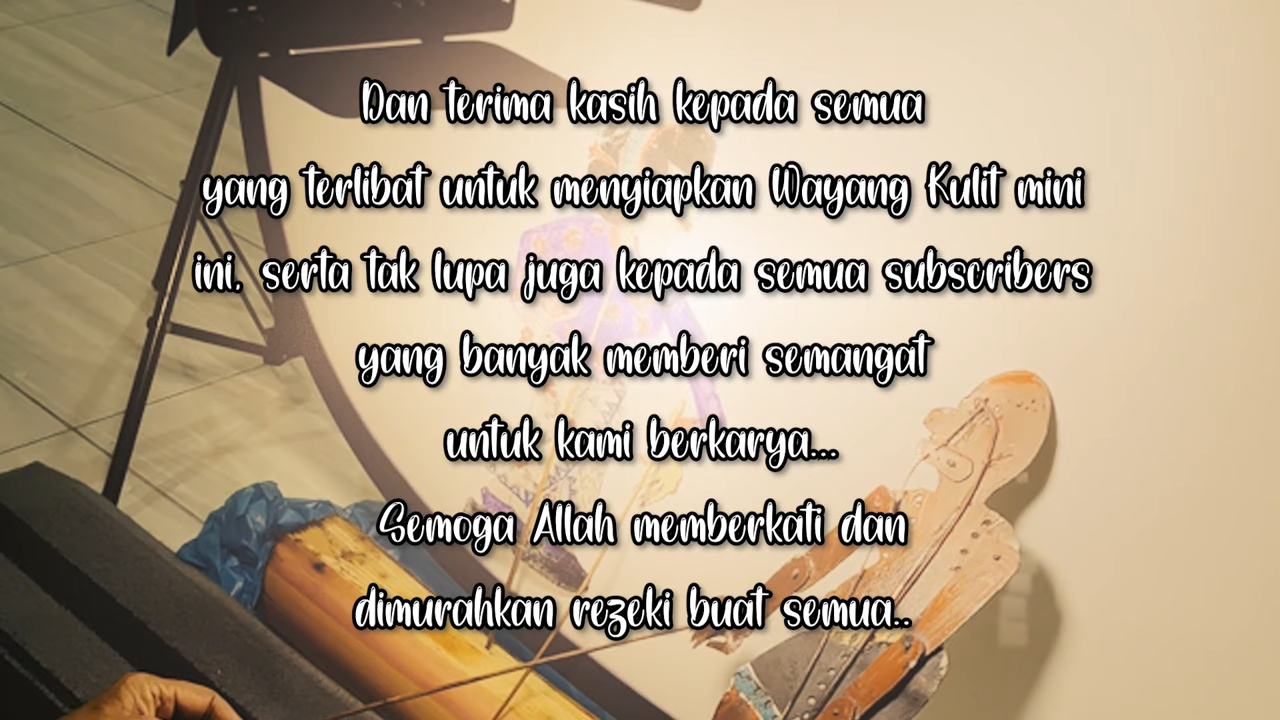 Dan terima kasih kepada semua
yang terlibat untuk menyiapkan Wayang Kulit mini
ini, serta tak lupa juga kepada semua subscribers
yang banyak memberi semangat
untuk kami berkarya...
Semoga Allah memberkati dan
dimurahkan rezeki buat semua..